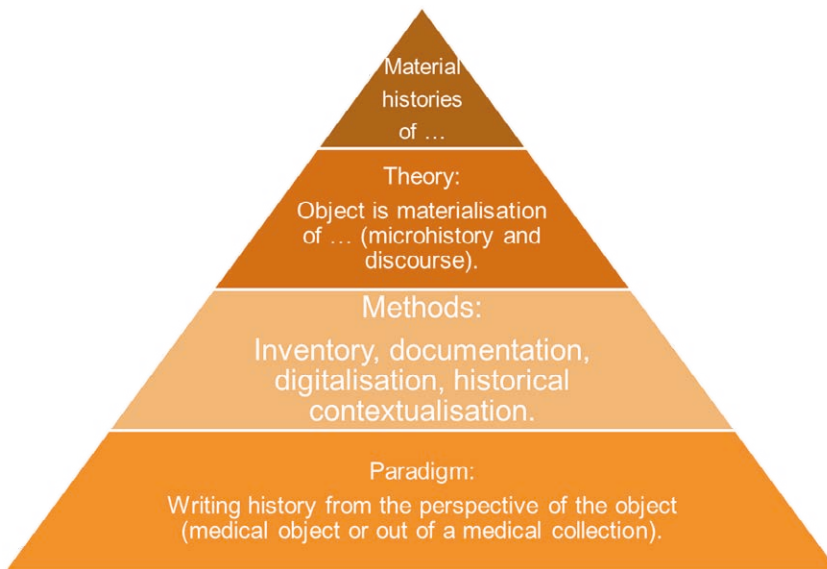 Material
histories
of …
Theory:
Object is materialisation
of … (microhistory and
discourse).
Methods:
Inventory, documentation,
digitalisation, historical
contextualisation.
Paradigm:
Writing history from the perspective of the object
(medical object or out of a medical collection).